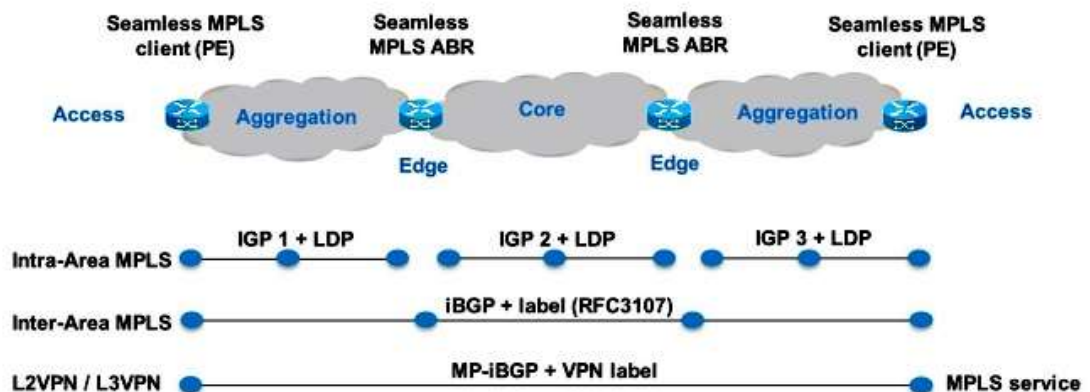 Seamless MPLS
client (PE)
Seamless
MPLS ABR
Seamless
MPLS ABR
Seamless MPLS
client (PE)
Access
Aggregation
Core
Aggregation
Access
Edge
Edge
IGP 1 + LDP
IGP 2 + LDP
IGP 3 + LDP
Intra-Area MPLS
iBGP + label (RFC3107)
Inter-Area MPLS
MP-iBGP + VPN label
L2VPN / L3VPN
MPLS service